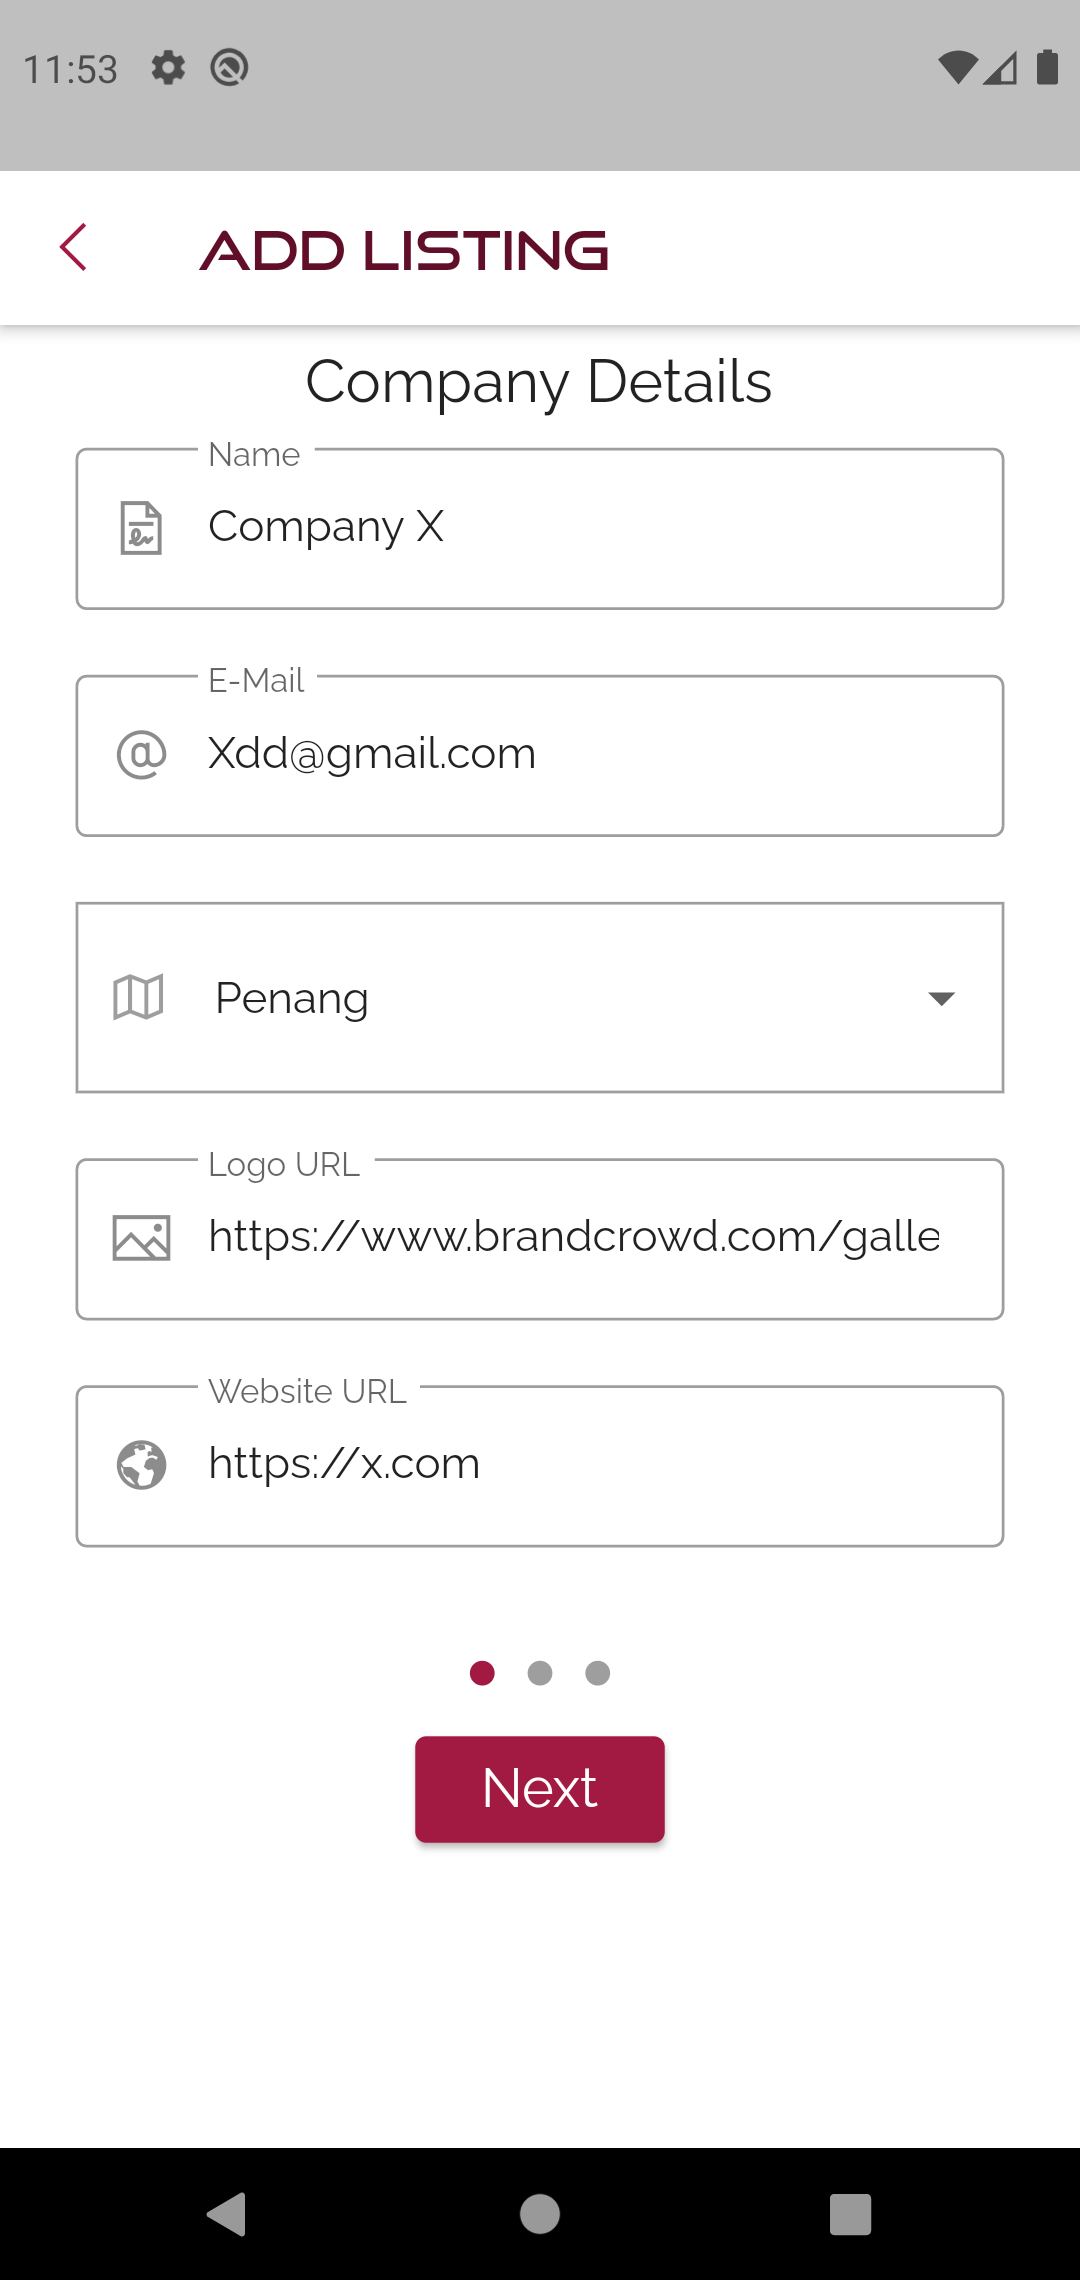 11:53
ADD LISTING
Company Details
Name
Company X
E-Mail
Xdd@gmail.com
Penang
Logo URL
https://www.brandcrowd.com/galle
Website URL
https://x.com
Next